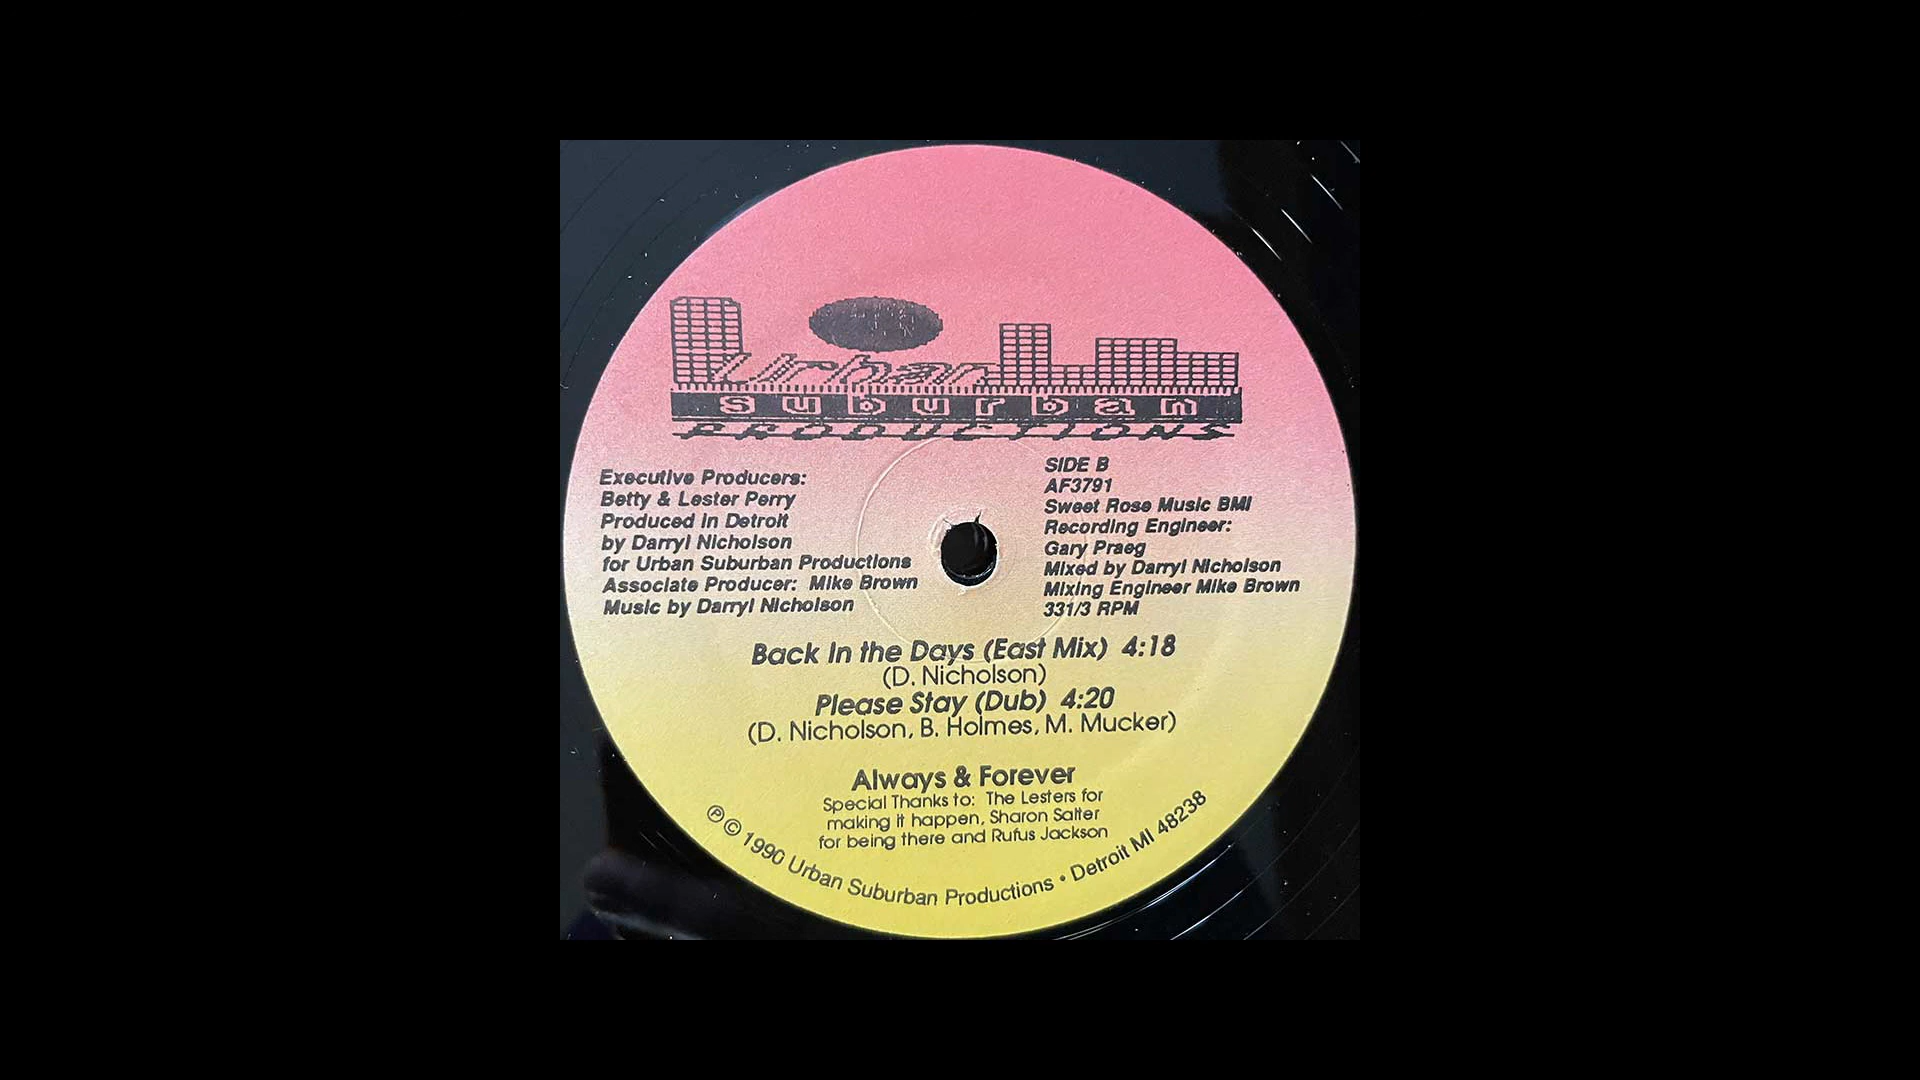 Urban
suburban
PRODUCTIONS
Executive Producers:
Betty & Lester Perry
Produced in Detroit
by Darryl Nicholson
for Urban Suburban Productions
Associate Producer: Mike Brown
Music by Darryl Nicholson
SIDE B
AF3791
Sweet Rose Music BMI
Recording Engineer:
Gary Praeg
Mixed by Darryl Nicholson
Mixing Engineer Mike Brown
331/3 RPM
Back In the Days (East Mix) 4:18
(D. Nicholson)
Please Stay (Dub) 4:20
(D. Nicholson, B. Holmes, M. Mucker)
Always & Forever
Special Thanks to: The Lesters for
making it happen, Sharon Salter
for being there and Rufus Jackson
℗ © 1990 Urban Suburban Productions • Detroit MI 48238